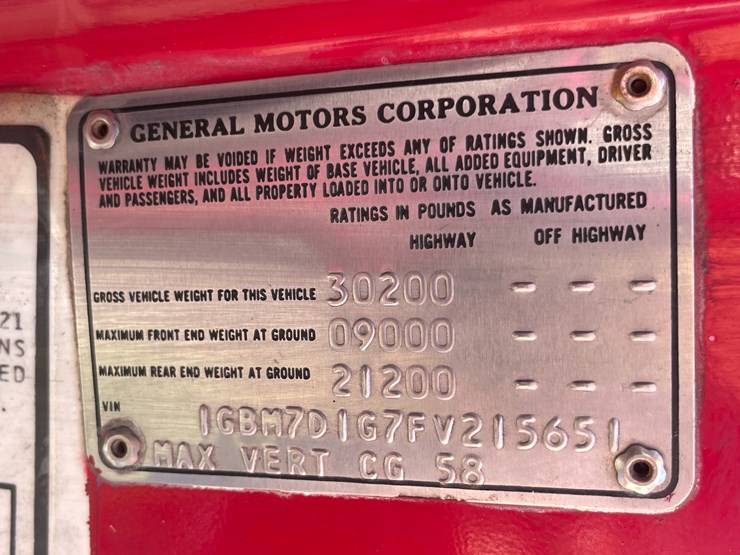 GENERAL MOTORS CORPORATION
WARRANTY MAY BE VOIDED IF WEIGHT EXCEEDS ANY OF RATINGS SHOWN. GROSS
VEHICLE WEIGHT INCLUDES WEIGHT OF BASE VEHICLE, ALL ADDED EQUIPMENT, DRIVER
AND PASSENGERS, AND ALL PROPERTY LOADED INTO OR ONTO VEHICLE.
RATINGS IN POUNDS AS MANUFACTURED
HIGHWAY OFF HIGHWAY
GROSS VEHICLE WEIGHT FOR THIS VEHICLE 30200 - - -
MAXIMUM FRONT END WEIGHT AT GROUND 09000 - - -
MAXIMUM REAR END WEIGHT AT GROUND 21200 - - -
VIN
1GBM7D1G7FV215651
MAX VERT CG 58
21
NS
ED